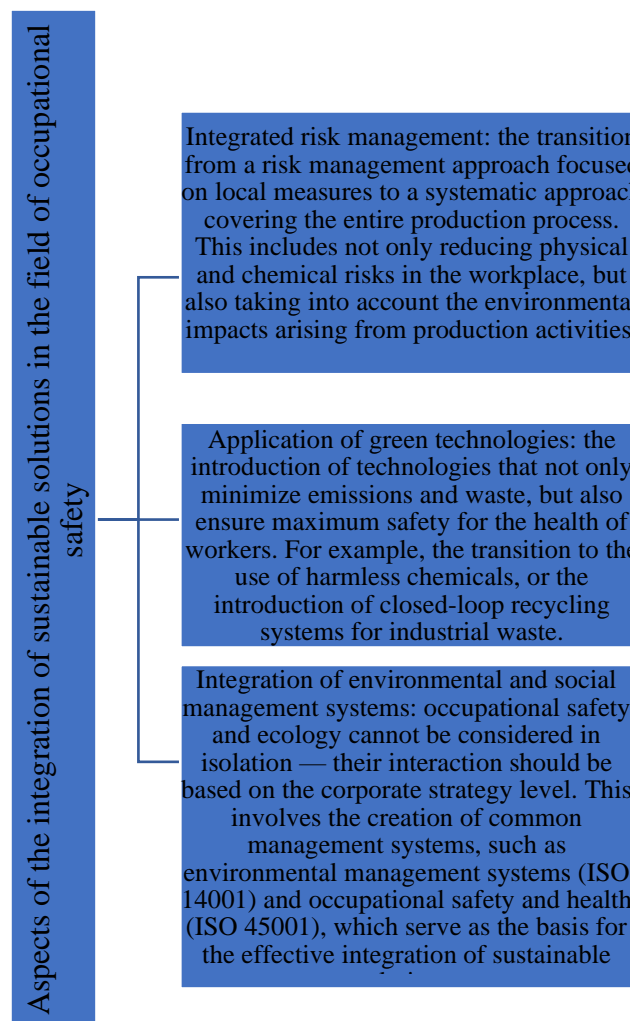 Aspects of the integration of sustainable solutions in the field of occupational
safety
Integrated risk management: the transition
from a risk management approach focused
on local measures to a systematic approach
covering the entire production process.
This includes not only reducing physical
and chemical risks in the workplace, but
also taking into account the environmental
impacts arising from production activities
Application of green technologies: the
introduction of technologies that not only
minimize emissions and waste, but also
ensure maximum safety for the health of
workers. For example, the transition to the
use of harmless chemicals, or the
introduction of closed-loop recycling
systems for industrial waste.
Integration of environmental and social
management systems: occupational safety
and ecology cannot be considered in
isolation — their interaction should be
based on the corporate strategy level. This
involves the creation of common
management systems, such as
environmental management systems (ISO
14001) and occupational safety and health
(ISO 45001), which serve as the basis for
the effective integration of sustainable